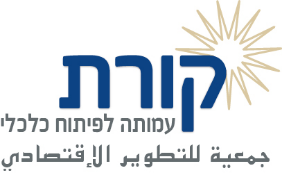 קורת
עמותה לפיתוח כלכלי
جمعية للتطوير الإقتصادي